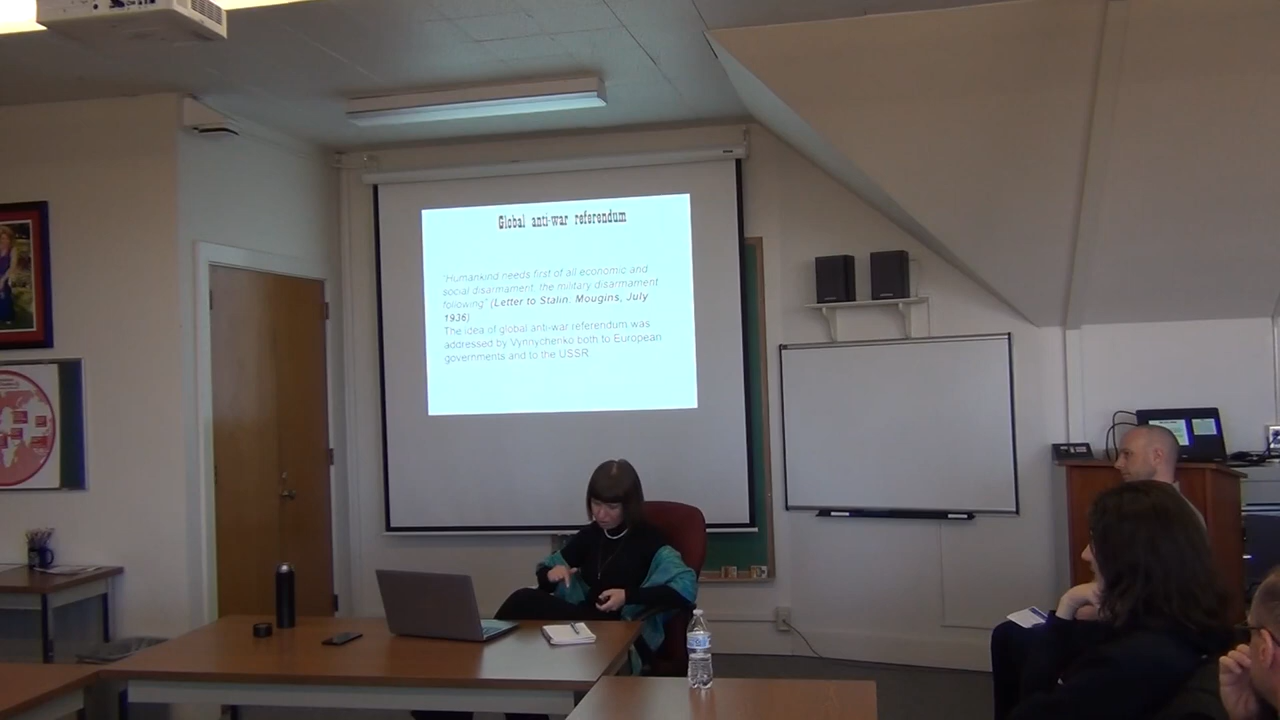 Global anti-war referendum
"Humankind needs first of all economic and
social disarmament, the military disarmament
following" (Letter to Stalin. Mougins, July
1936)
The idea of global anti-war referendum was
addressed by Vynnychenko both to European
governments and to the USSR